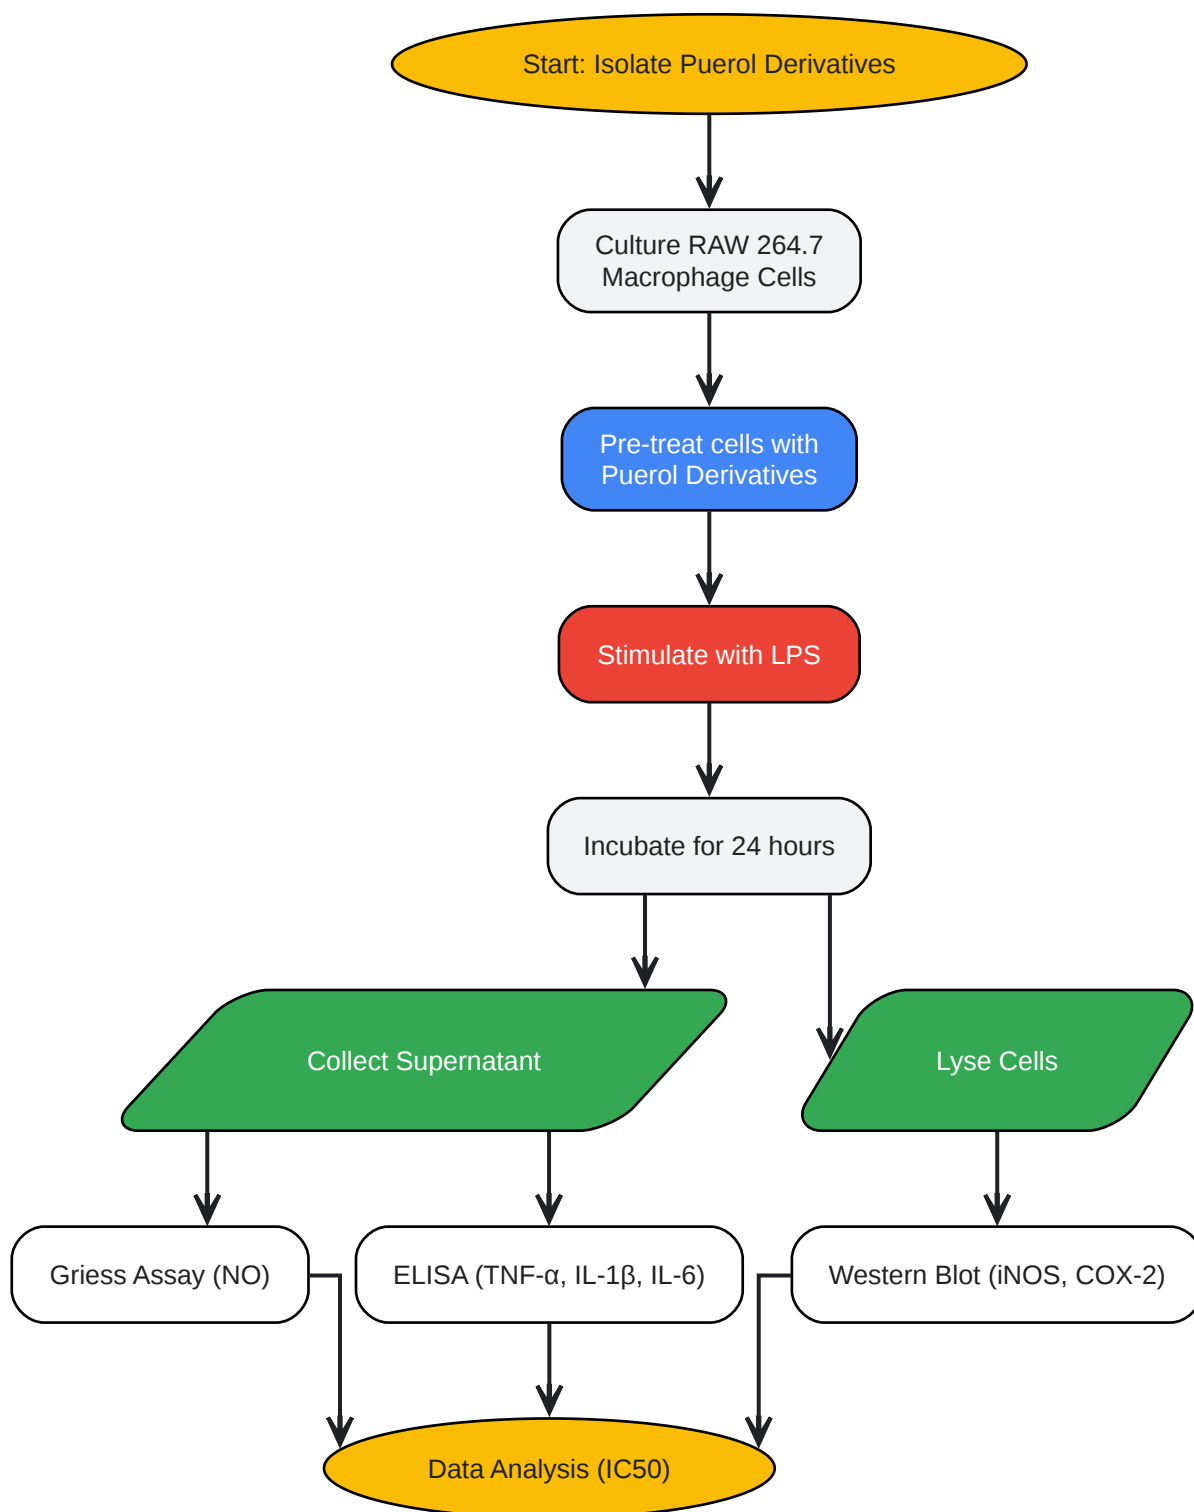 Start: Isolate Puerol Derivatives
Culture RAW 264.7
Macrophage Cells
Pre-treat cells with
Puerol Derivatives
Stimulate with LPS
Incubate for 24 hours
Collect Supernatant
Lyse Cells
Griess Assay (NO)
ELISA (TNF-α, IL-1β, IL-6)
Western Blot (iNOS, COX-2)
Data Analysis (IC50)